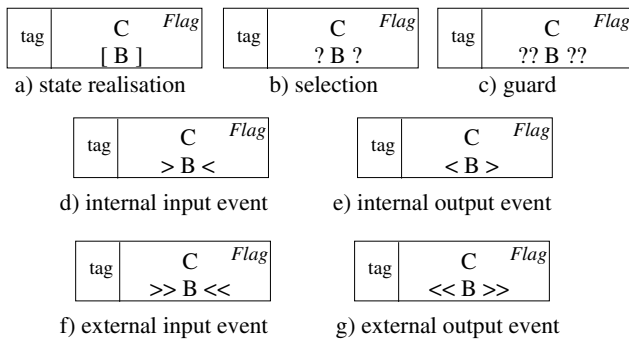 tag C Flag
[ B ]
a) state realisation
tag C Flag
? B ?
b) selection
tag C Flag
?? B ??
c) guard
tag C Flag
> B <
d) internal input event
tag C Flag
< B >
e) internal output event
tag C Flag
>> B <<
f) external input event
tag C Flag
<< B >>
g) external output event